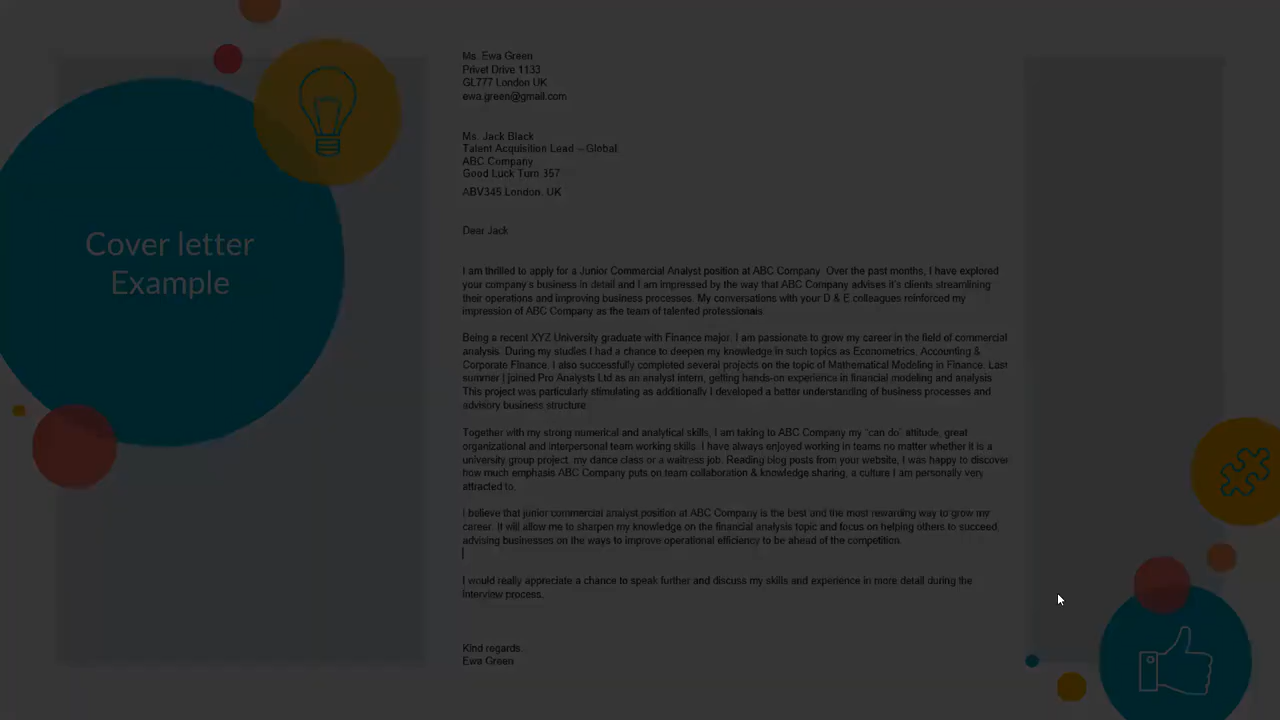 Cover letter
Example
Ms. Ewa Green
Privet Drive 1133
GL777 London UK
ewa.green@gmail.com
Ms. Jack Black
Talent Acquisition Lead – Global
ABC Company
Good Luck Turn 357
ABV345 London, UK
Dear Jack
I am thrilled to apply for a Junior Commercial Analyst position at ABC Company. Over the past months, I have explored
your company's business in detail and I am impressed by the way that ABC Company advises it's clients streamlining
their operations and improving business processes. My conversations with your D & E colleagues reinforced my
impression of ABC Company as the team of talented professionals.
Being a recent XYZ University graduate with Finance major, I am passionate to grow my career in the field of commercial
analysis. During my studies I had a chance to deepen my knowledge in such topics as Econometrics, Accounting &
Corporate Finance. I also successfully completed several projects on the topic of Mathematical Modeling in Finance. Last
summer I joined Pro Analysts Ltd as an analyst intern, getting hands-on experience in financial modeling and analysis.
This project was particularly stimulating as additionally I developed a better understanding of business processes and
advisory business structure.
Together with my strong numerical and analytical skills, I am taking to ABC Company my "can do" attitude, great
organizational and interpersonal team working skills. I have always enjoyed working in teams no matter whether it is a
university group project, my dance class or a waitress job. Reading blog posts from your website, I was happy to discover
how much emphasis ABC Company puts on team collaboration & knowledge sharing, a culture I am personally very
attracted to.
I believe that junior commercial analyst position at ABC Company is the best and the most rewarding way to grow my
career. It will allow me to sharpen my knowledge on the financial analysis topic and focus on helping others to succeed
advising businesses on the ways to improve operational efficiency to be ahead of the competition.
I would really appreciate a chance to speak further and discuss my skills and experience in more detail during the
interview process.
Kind regards,
Ewa Green